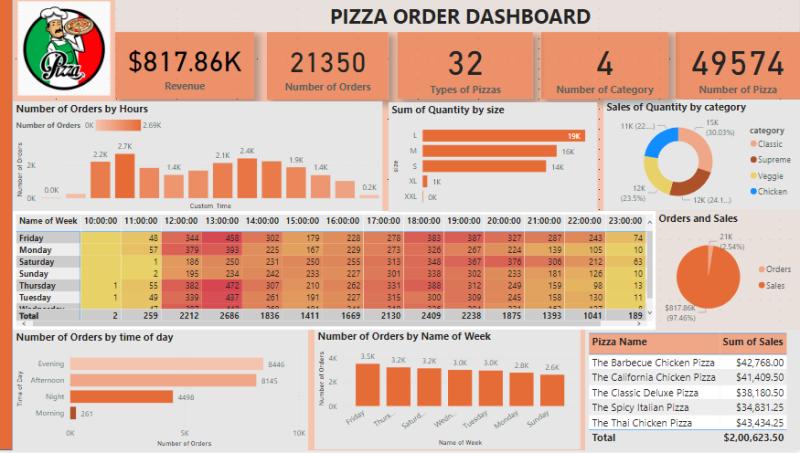 PIZZA ORDER DASHBOARD
Pizza
$817.86K
Revenue
21350
Number of Orders
32
Types of Pizzas
4
Number of Category
49574
Number of Pizza
Number of Orders by Hours
Number of Orders 0K 2.69K
Number of Orders
2K
0K
0.0K 2.2K 2.7K 1.4K 2.1K 2.4K 1.9K 1.4K 0.2K
Custom_Time
Sum of Quantity by size
size
L 19K
M 16K
S 14K
XL 1K
XXL 0K
Sales of Quantity by category
11K (22....)
15K (30.03%)
12K (23.5%)
12K (24.1...)
category
Classic
Supreme
Veggie
Chicken
Name of Week 10:00:00 11:00:00 12:00:00 13:00:00 14:00:00 15:00:00 16:00:00 17:00:00 18:00:00 19:00:00 20:00:00 21:00:00 22:00:00 23:00:00
Friday 48 344 458 302 179 228 278 383 387 327 287 243 74
Monday 57 379 393 225 167 229 273 326 267 224 139 105 10
Saturday 1 186 250 231 250 255 251 348 367 376 306 212 63
Sunday 2 195 234 242 233 227 301 338 302 233 181 126 10
Thursday 1 55 382 472 307 210 262 231 388 312 249 159 98 13
Tuesday 1 49 339 437 261 191 227 315 300 309 245 158 132 11
Total 2 259 2212 2686 1836 1411 1669 2130 2409 2238 1875 1393 1041 189
Orders and Sales
21K (2.54%)
$817.86K (97.46%)
Orders
Sales
Number of Orders by time of day
Time of Day
Evening 8446
Afternoon 8145
Night 4498
Morning 261
0K 5K 10K
Number of Orders
Number of Orders by Name of Week
Number of Orders
4K
2K
0K
3.5K 3.2K 3.2K 3.0K 3.0K 2.8K 2.6K
Friday Thurs... Saturd... Wedn... Tuesday Monday Sunday
Name of Week
Pizza Name Sum of Sales
The Barbecue Chicken Pizza $42,768.00
The California Chicken Pizza $41,409.50
The Classic Deluxe Pizza $38,180.50
The Spicy Italian Pizza $34,831.25
The Thai Chicken Pizza $43,434.25
Total $2,00,623.50